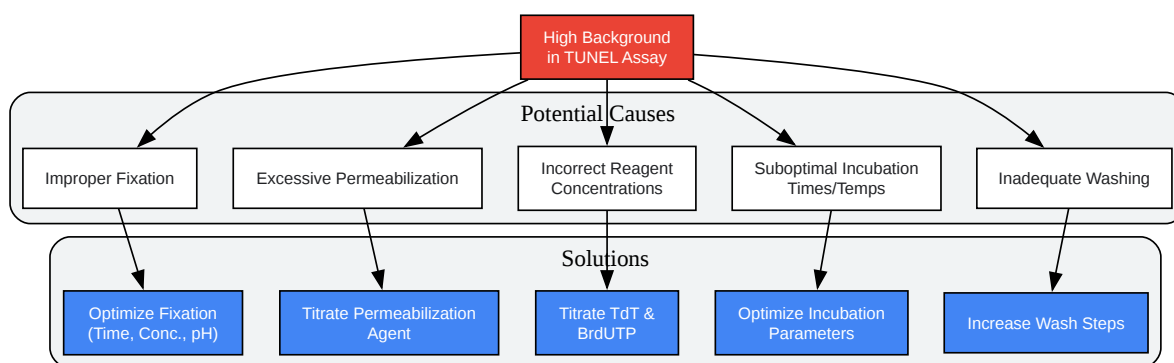 High Background
in TUNEL Assay
Potential Causes
Improper Fixation
Excessive Permeabilization
Incorrect Reagent
Concentrations
Suboptimal Incubation
Times/Temps
Inadequate Washing
Solutions
Optimize Fixation
(Time, Conc., pH)
Titrate Permeabilization
Agent
Titrate TdT &
BrdUTP
Optimize Incubation
Parameters
Increase Wash Steps